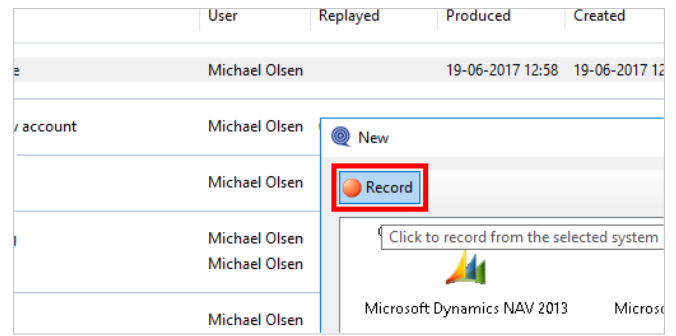 User Replayed Produced Created
e Michael Olsen 19-06-2017 12:58 19-06-2017 12
account Michael Olsen
New
Michael Olsen
Record
Michael Olsen
Click to record from the selected system
Michael Olsen
Microsoft Dynamics NAV 2013 Micros
Michael Olsen